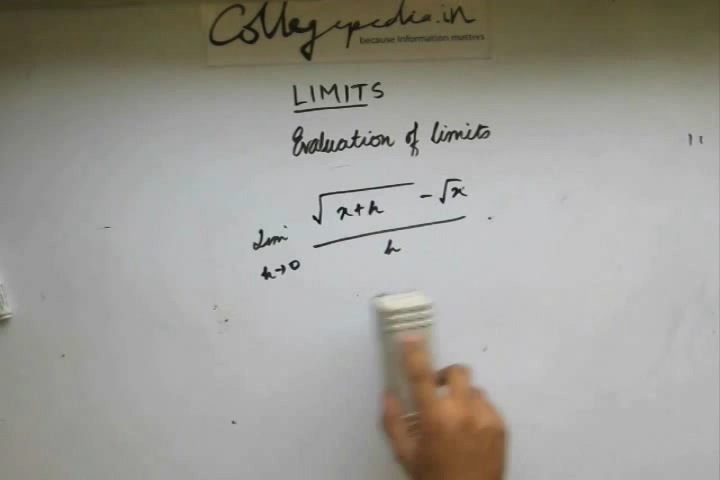 Collegepedia.in
because information matters
LIMITS
Evaluation of limits
Lim h→0 (√(x+h) - √x) / h